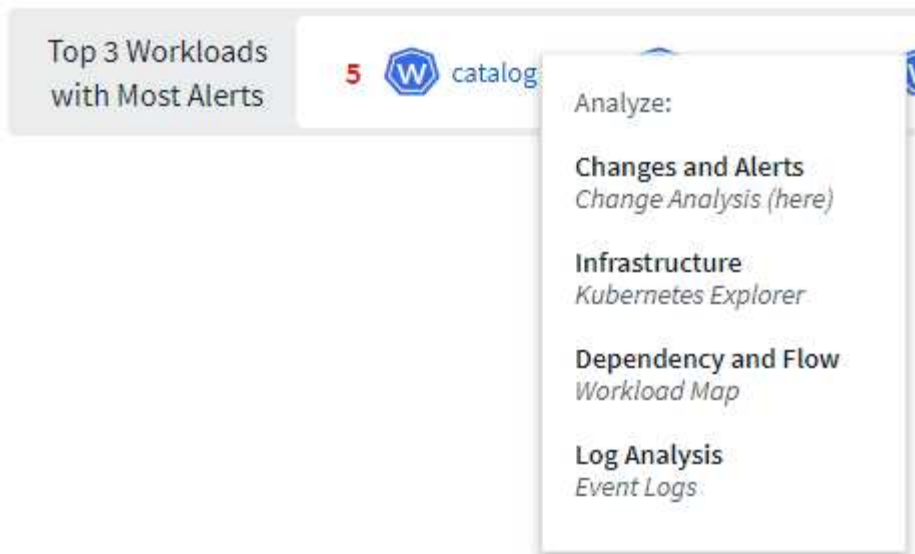 Top 3 Workloads
with Most Alerts
5 W catalog
Analyze:
Changes and Alerts
Change Analysis (here)
Infrastructure
Kubernetes Explorer
Dependency and Flow
Workload Map
Log Analysis
Event Logs